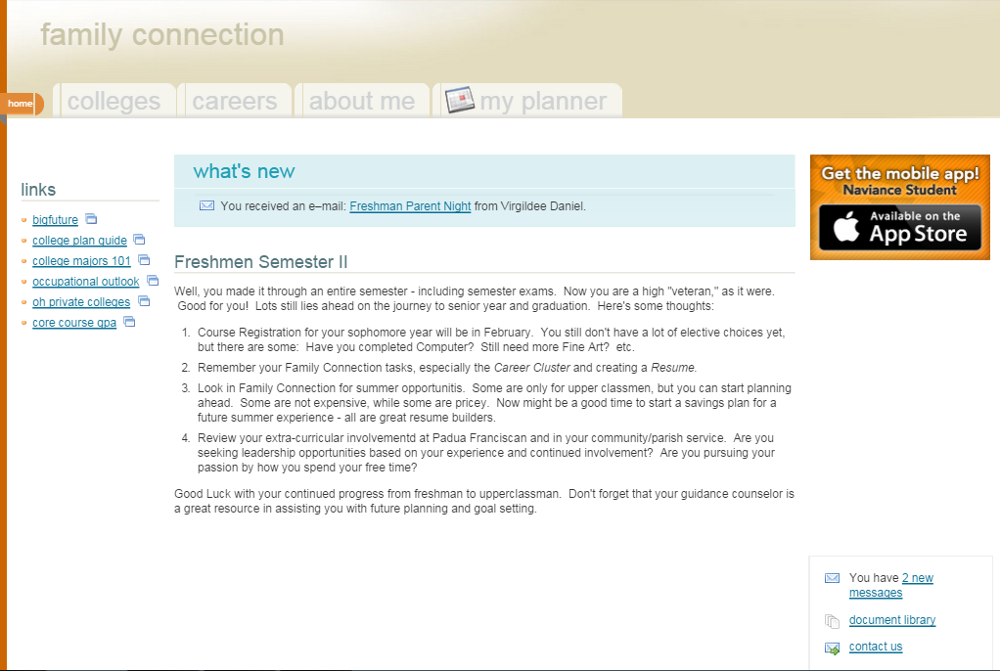 family connection
home
colleges
careers
about me
my planner
links
bigfuture
college plan guide
college majors 101
occupational outlook
oh private colleges
core course gpa
what's new
You received an e–mail: Freshman Parent Night from Virgildee Daniel.
Freshmen Semester II
Well, you made it through an entire semester - including semester exams.  Now you are a high "veteran," as it were.
Good for you!  Lots still lies ahead on the journey to senior year and graduation.  Here's some thoughts:
1. Course Registration for your sophomore year will be in February.  You still don't have a lot of elective choices yet,
but there are some:  Have you completed Computer?  Still need more Fine Art?  etc.
2. Remember your Family Connection tasks, especially the Career Cluster and creating a Resume.
3. Look in Family Connection for summer opportunitis.  Some are only for upper classmen, but you can start planning
ahead.  Some are not expensive, while some are pricey.  Now might be a good time to start a savings plan for a
future summer experience - all are great resume builders.
4. Review your extra-curricular involvementd at Padua Franciscan and in your community/parish service.  Are you
seeking leadership opportunities based on your experience and continued involvement?  Are you pursuing your
passion by how you spend your free time?
Good Luck with your continued progress from freshman to upperclassman.  Don't forget that your guidance counselor is
a great resource in assisting you with future planning and goal setting.
Get the mobile app!
Naviance Student
Available on the
App Store
You have 2 new
messages
document library
contact us